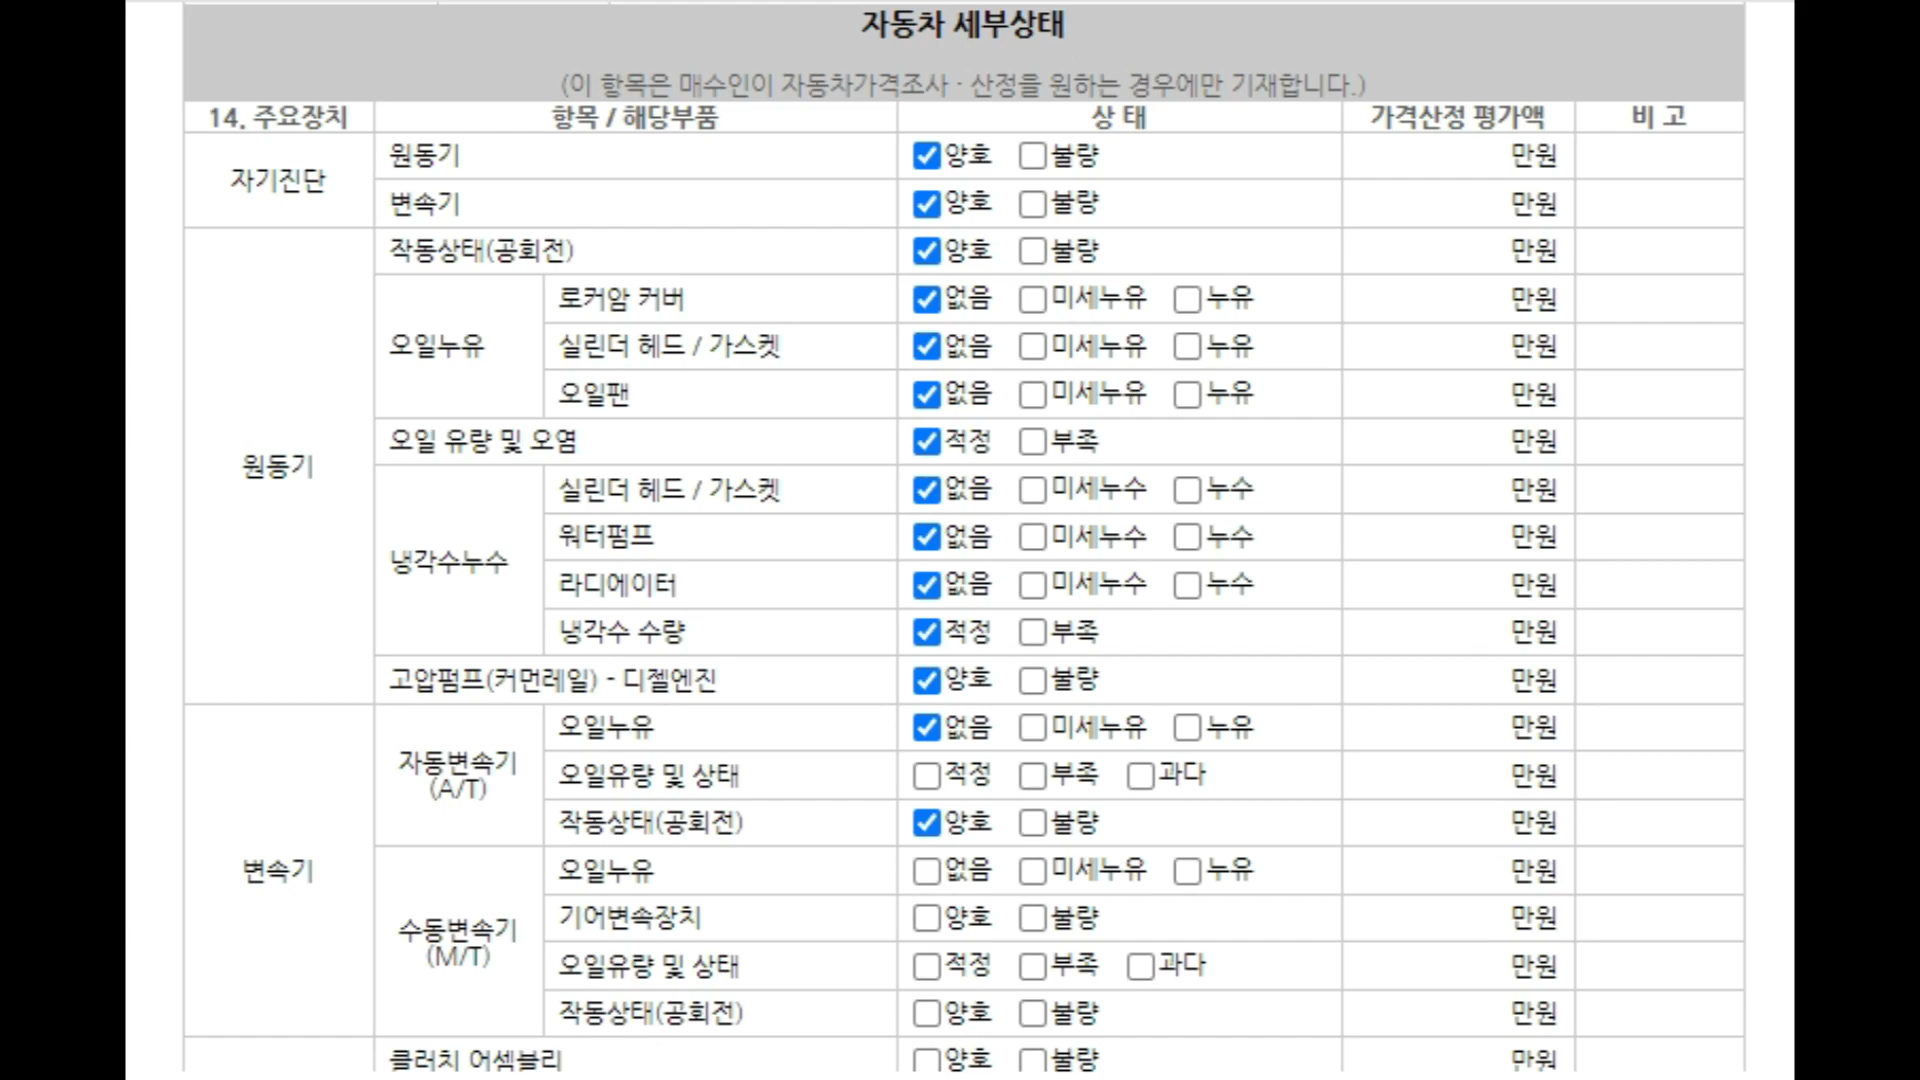 자동차 세부상태
(이 항목은 매수인이 자동차가격조사 · 산정을 원하는 경우에만 기재합니다.)
14. 주요장치 항목 / 해당부품 상 태 가격산정 평가액 비 고
자기진단
원동기 양호 불량 만원
변속기 양호 불량 만원
원동기
작동상태(공회전) 양호 불량 만원
오일누유
로커암 커버 없음 미세누유 누유 만원
실린더 헤드 / 가스켓 없음 미세누유 누유 만원
오일팬 없음 미세누유 누유 만원
오일 유량 및 오염 적정 부족 만원
냉각수누수
실린더 헤드 / 가스켓 없음 미세누수 누수 만원
워터펌프 없음 미세누수 누수 만원
라디에이터 없음 미세누수 누수 만원
냉각수 수량 적정 부족 만원
고압펌프(커먼레일) - 디젤엔진 양호 불량 만원
변속기
자동변속기
(A/T)
오일누유 없음 미세누유 누유 만원
오일유량 및 상태 적정 부족 과다 만원
작동상태(공회전) 양호 불량 만원
수동변속기
(M/T)
오일누유 없음 미세누유 누유 만원
기어변속장치 양호 불량 만원
오일유량 및 상태 적정 부족 과다 만원
작동상태(공회전) 양호 불량 만원
클러치 어셈블리 양호 불량 만원